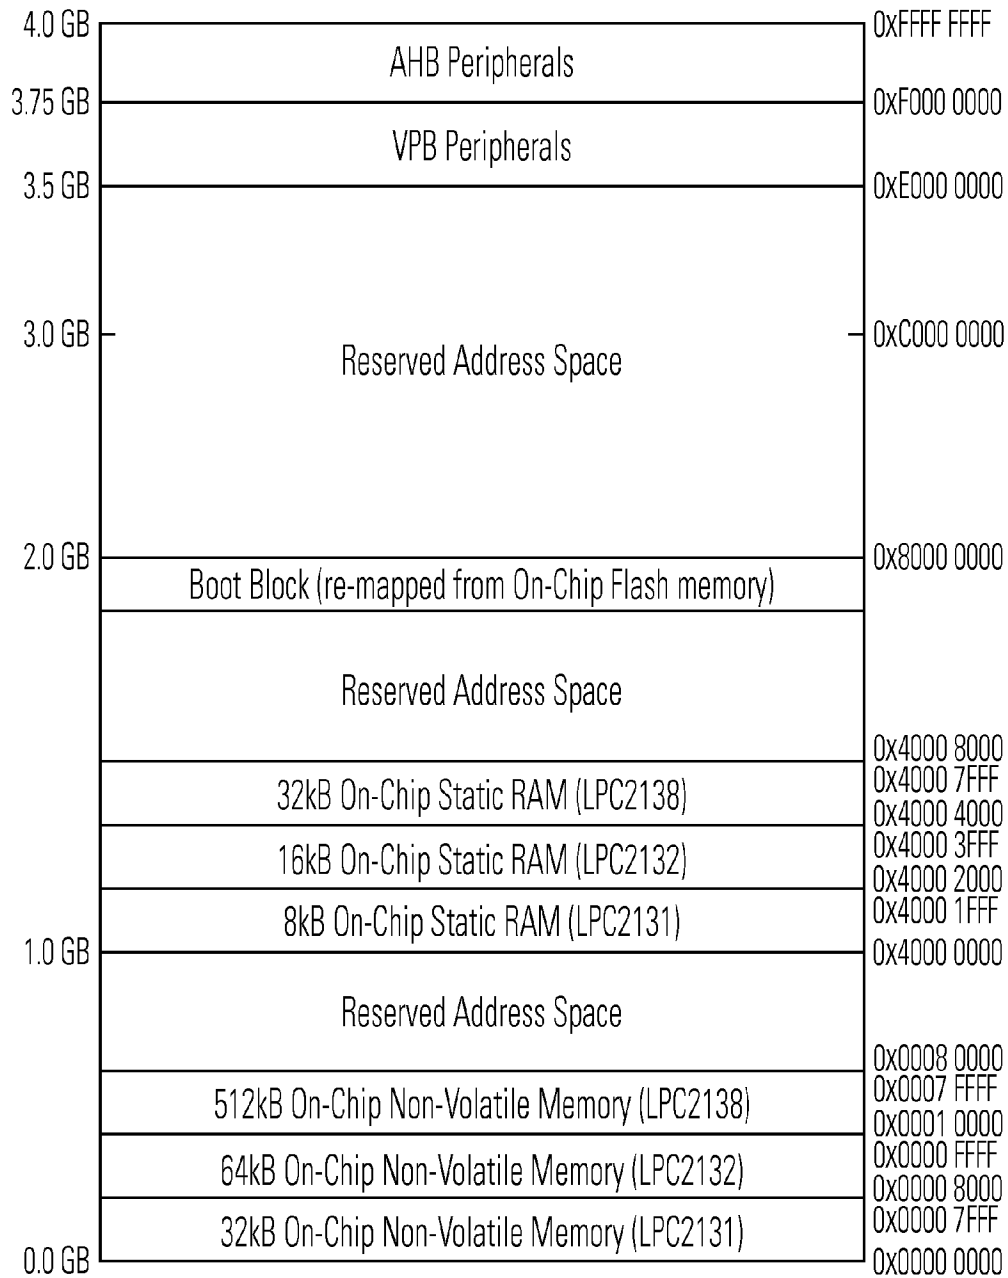 4.0 GB
0xFFFF FFFF
AHB Peripherals
3.75 GB
0xF000 0000
VPB Peripherals
3.5 GB
0xE000 0000
3.0 GB
0xC000 0000
Reserved Address Space
2.0 GB
0x8000 0000
Boot Block (re-mapped from On-Chip Flash memory)
Reserved Address Space
0x4000 8000
0x4000 7FFF
32kB On-Chip Static RAM (LPC2138)
0x4000 4000
0x4000 3FFF
16kB On-Chip Static RAM (LPC2132)
0x4000 2000
0x4000 1FFF
8kB On-Chip Static RAM (LPC2131)
1.0 GB
0x4000 0000
Reserved Address Space
0x0008 0000
0x0007 FFFF
512kB On-Chip Non-Volatile Memory (LPC2138)
0x0001 0000
0x0000 FFFF
64kB On-Chip Non-Volatile Memory (LPC2132)
0x0000 8000
0x0000 7FFF
32kB On-Chip Non-Volatile Memory (LPC2131)
0.0 GB
0x0000 0000